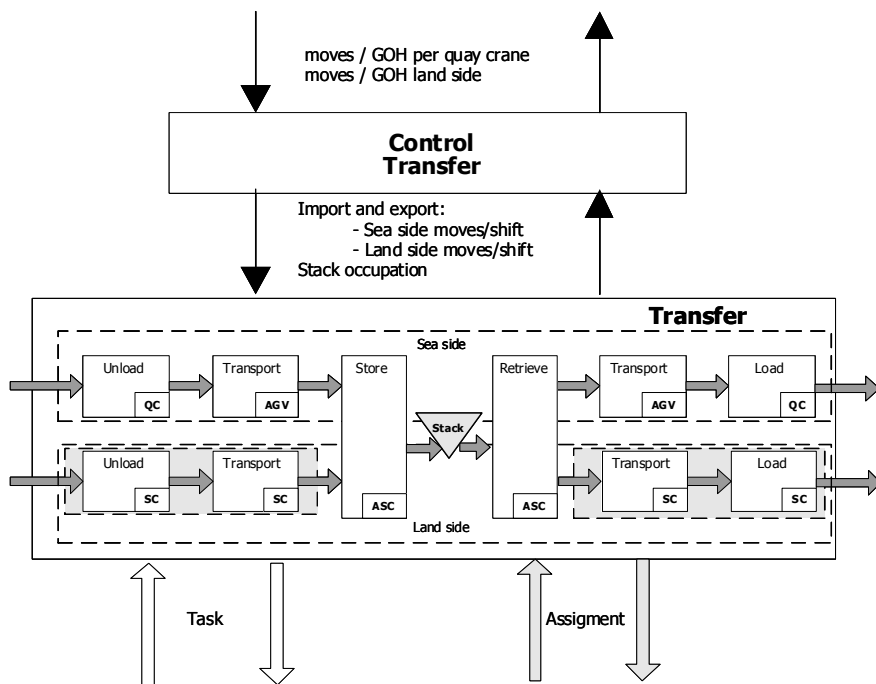 moves / GOH per quay crane
moves / GOH land side
Control
Transfer
Import and export:
- Sea side moves/shift
- Land side moves/shift
Stack occupation
Transfer
Sea side
Unload
QC
Transport
AGV
Store
ASC
Stack
Retrieve
ASC
Transport
AGV
Load
QC
Unload
SC
Transport
SC
Transport
SC
Load
SC
Land side
Task
Assigment